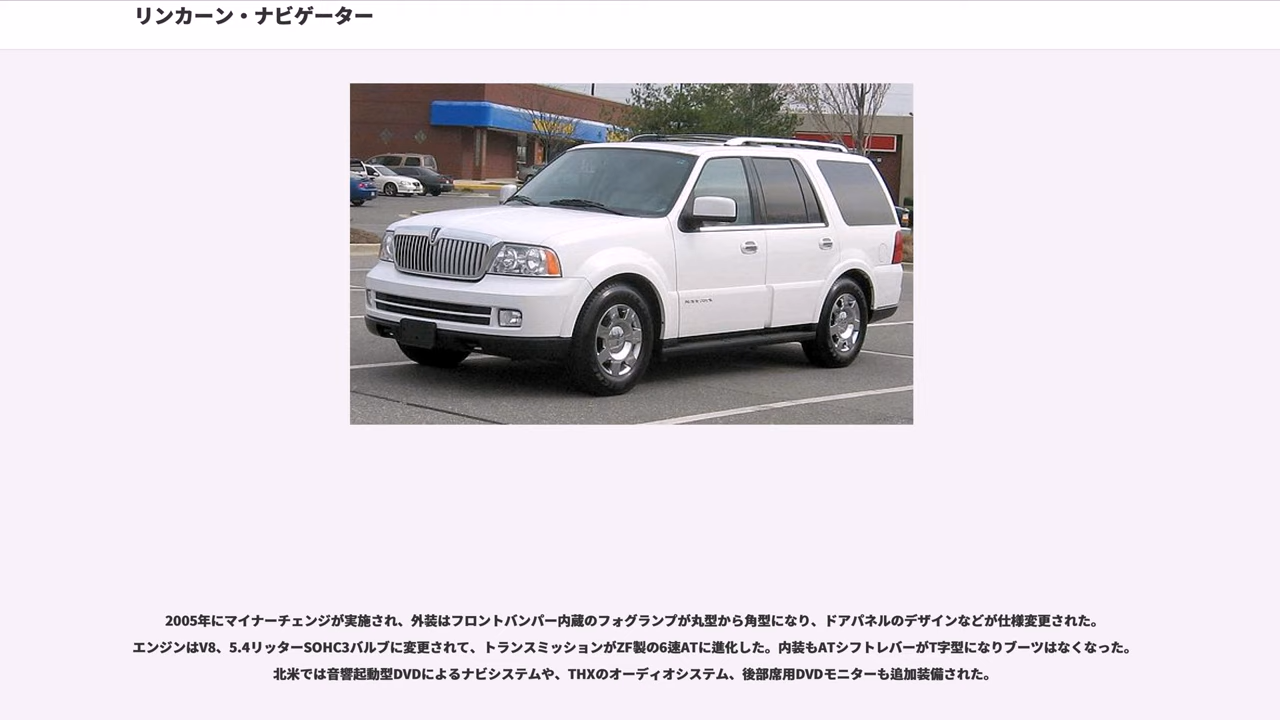 リンカーン・ナビゲーター
2005年にマイナーチェンジが実施され、外装はフロントバンパー内蔵のフォグランプが丸型から角型になり、ドアパネルのデザインなどが仕様変更された。
エンジンはV8、5.4リッターSOHC3バルブに変更されて、トランスミッションがZF製の6速ATに進化した。内装もATシフトレバーがT字型になりブーツはなくなった。
北米では音響起動型DVDによるナビシステムや、THXのオーディオシステム、後部席用DVDモニターも追加装備された。